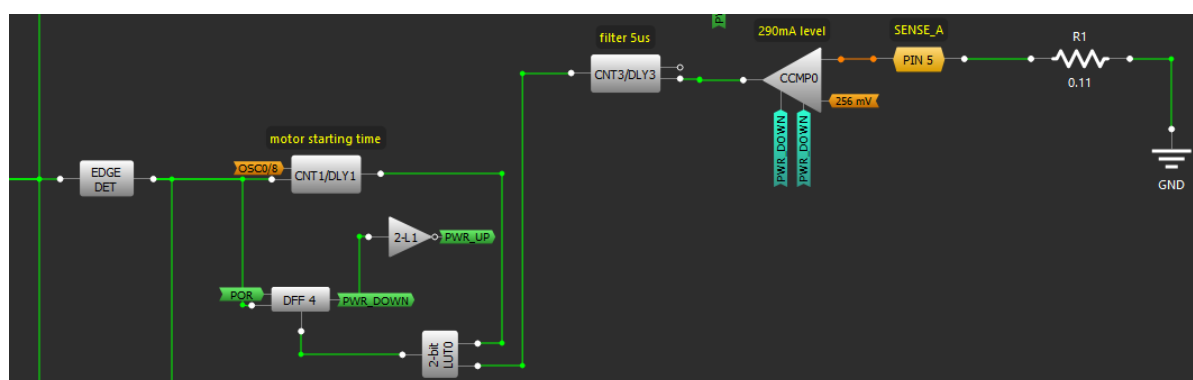 filter 5us
290mA level
SENSE_A
R1
CNT3/DLY3
CCMP0
PIN 5
0.11
256 mV
PWR_DOWN
PWR_DOWN
GND
motor starting time
EDGE
DET
OSC0/8
CNT1/DLY1
2-L1
PWR_UP
POR
DFF 4
PWR_DOWN
2-bit
LUT0